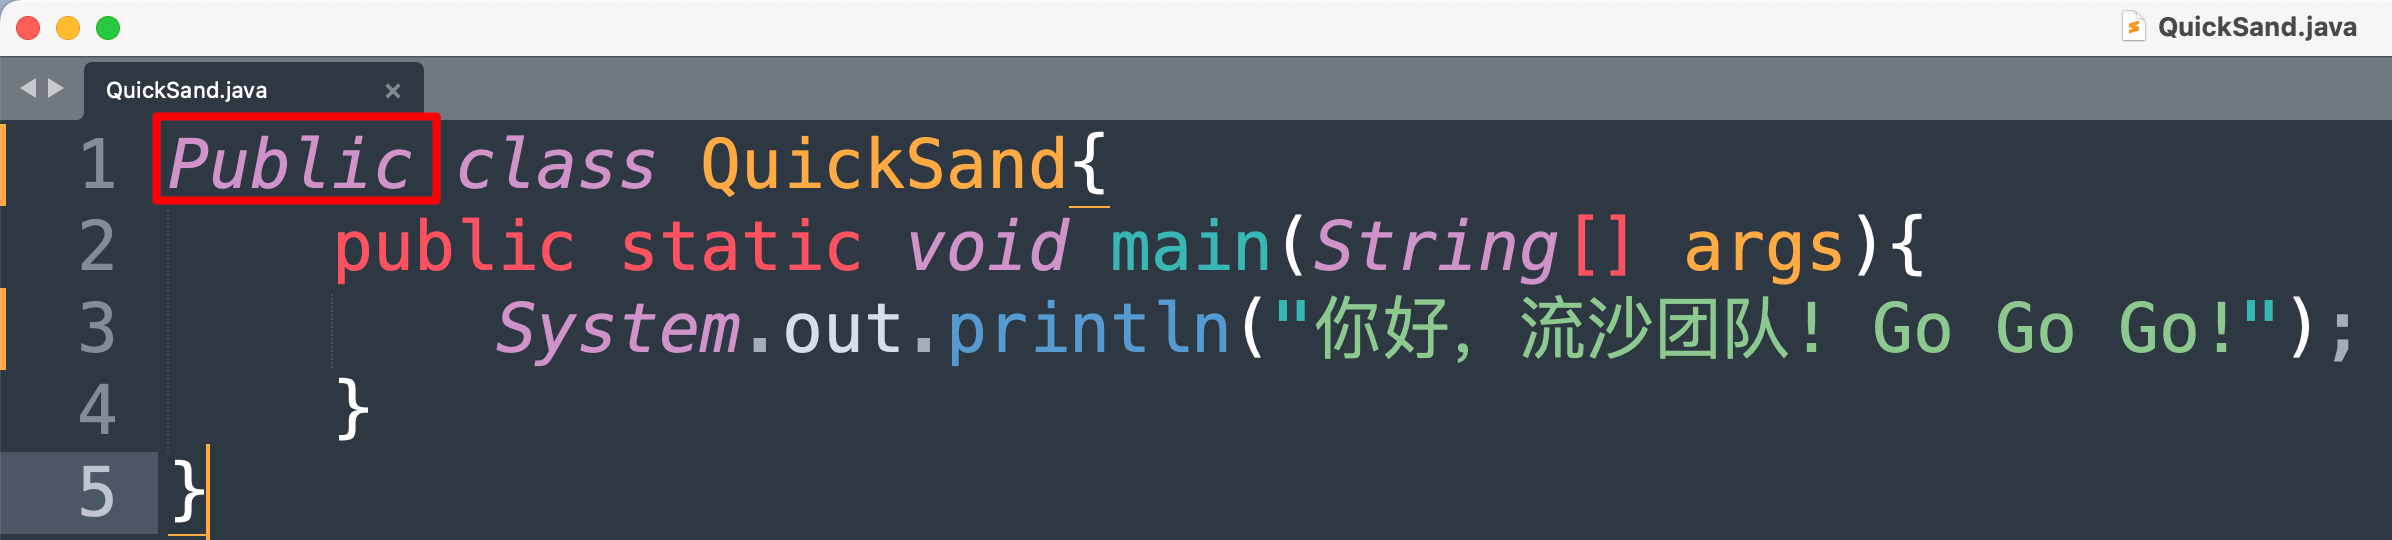 QuickSand.java
QuickSand.java
1 Public class QuickSand{
2 public static void main(String[] args){
3 System.out.println("你好，流沙团队！Go Go Go!");
4 }
5 }